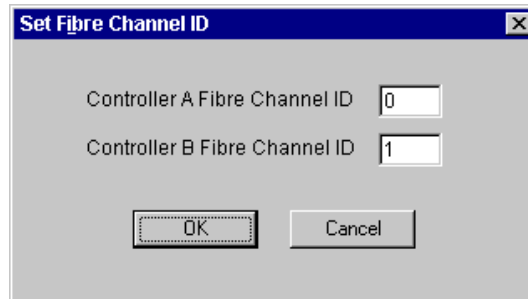 Set Fibre Channel ID
Controller A Fibre Channel ID 0
Controller B Fibre Channel ID 1
OK Cancel